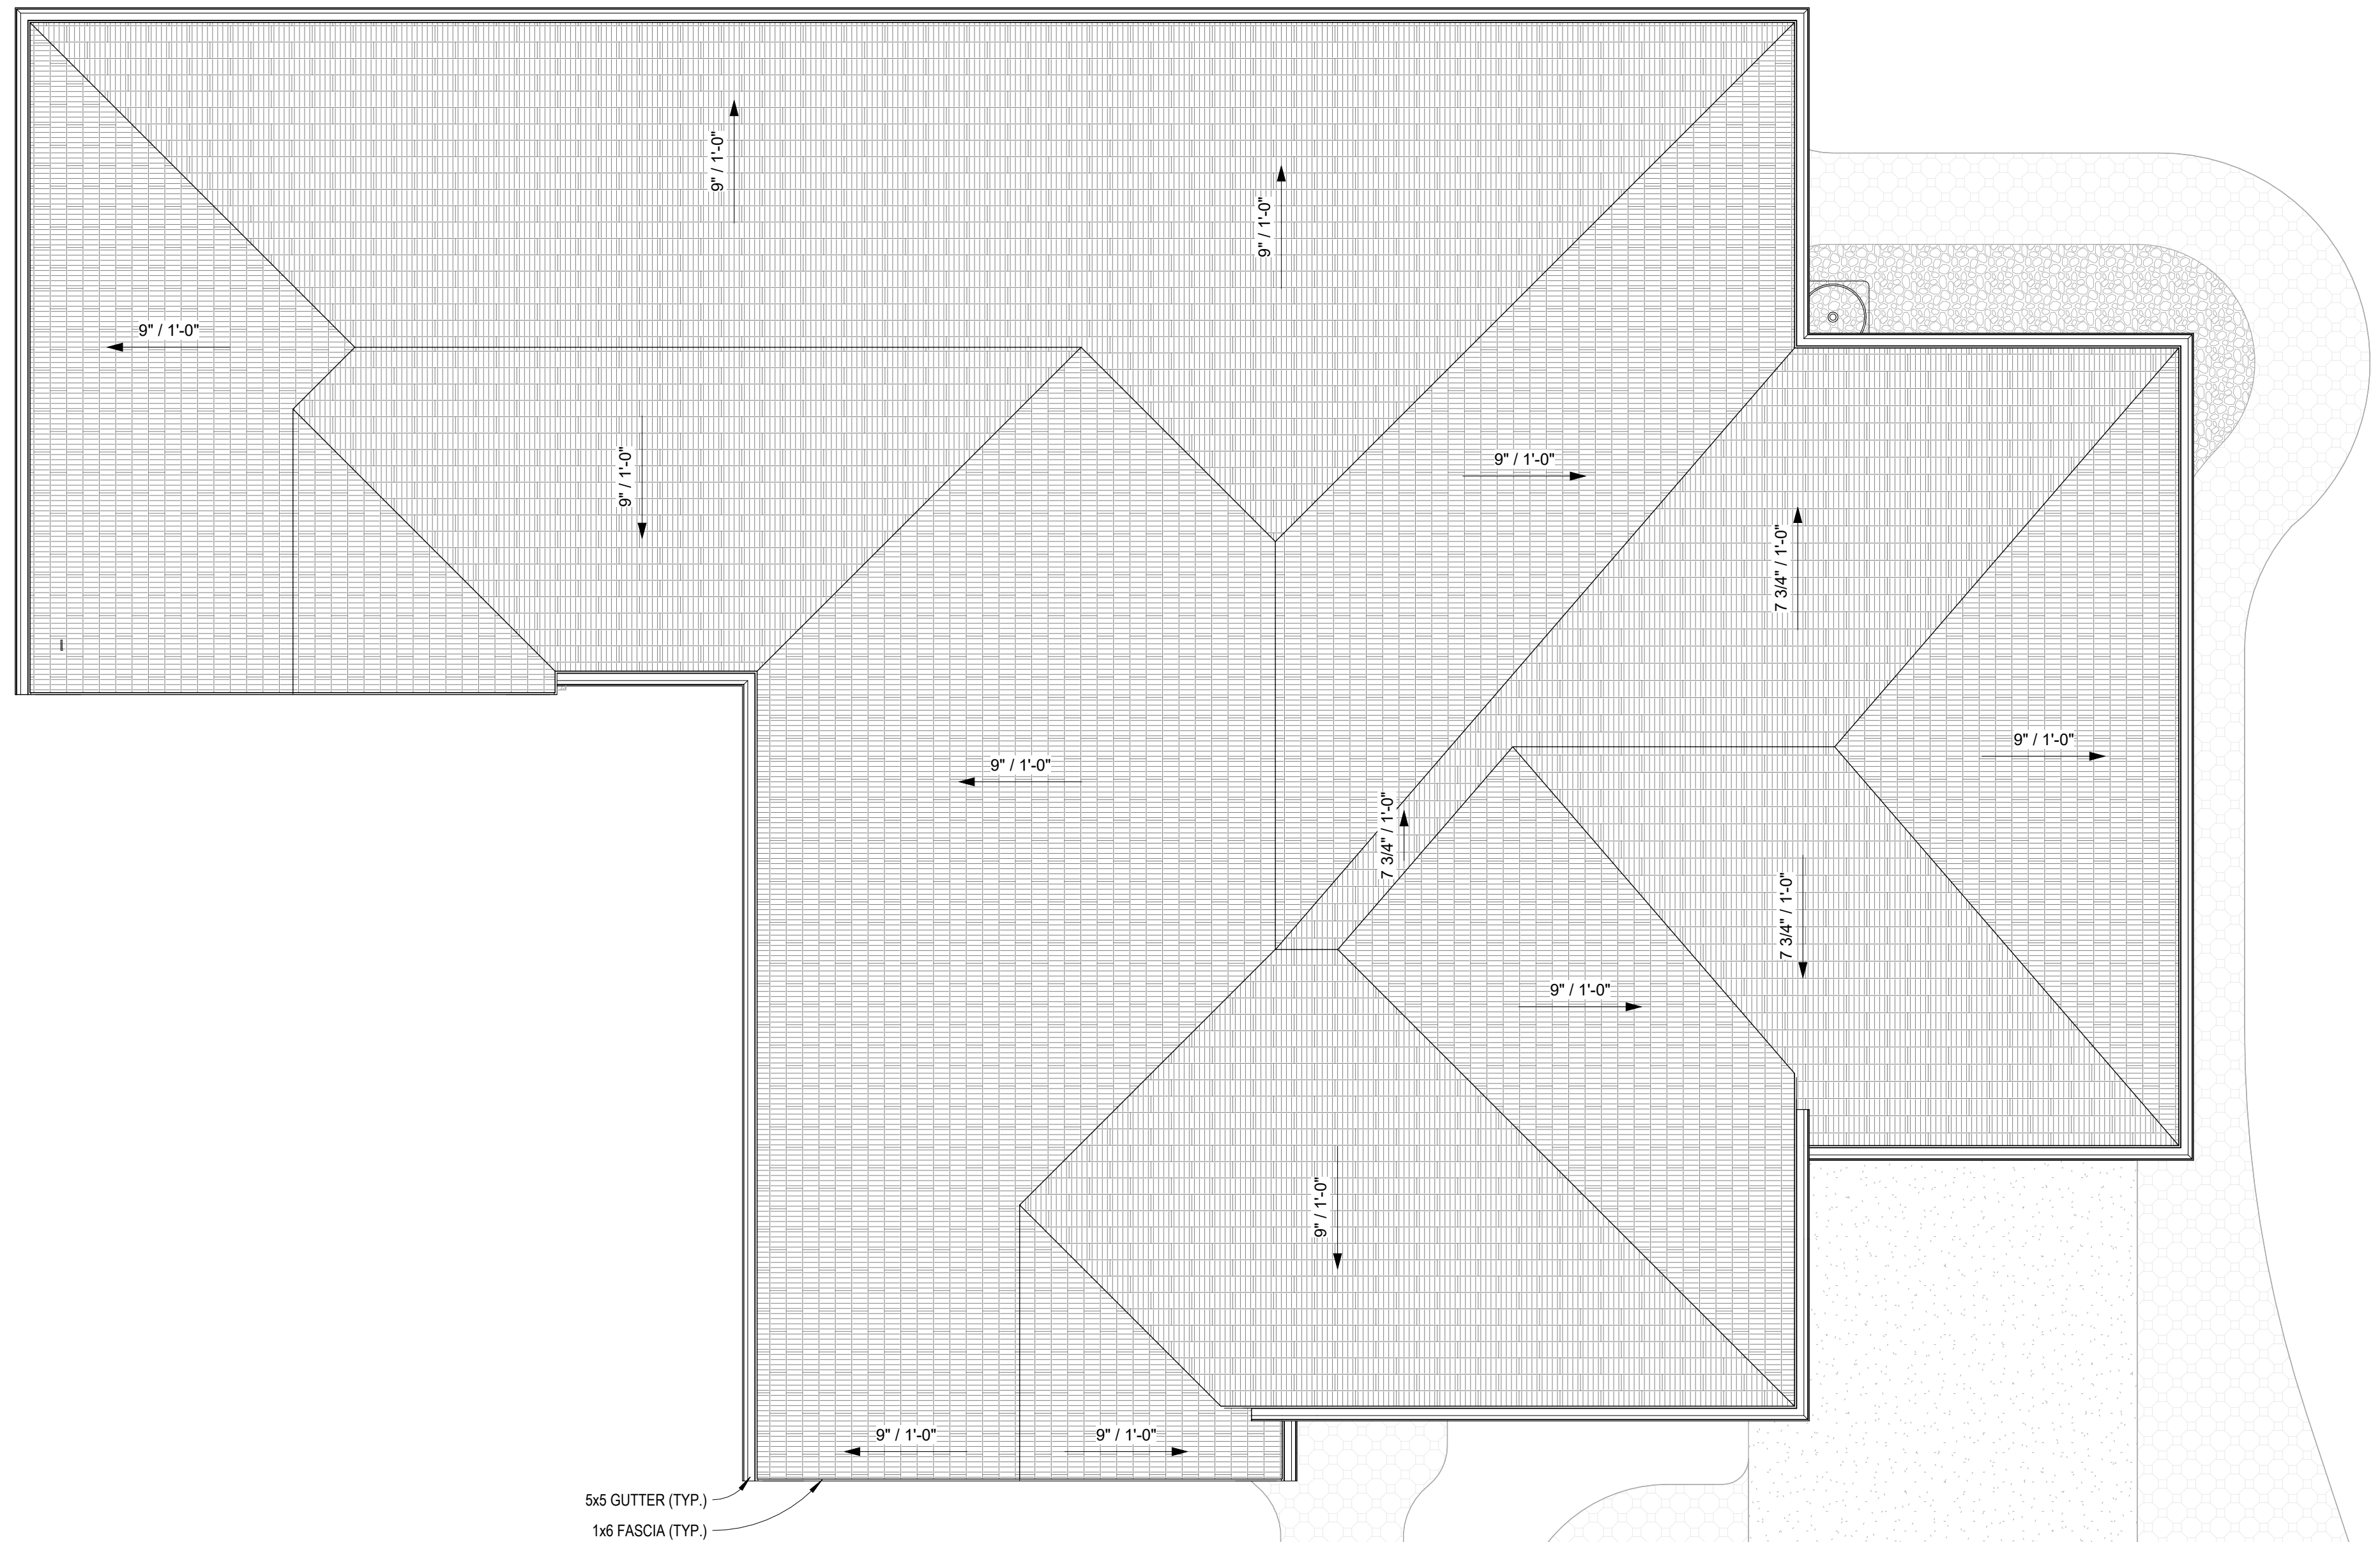 9" / 1'-0"
9" / 1'-0"
9" / 1'-0"
9" / 1'-0"
9" / 1'-0"
7 3/4" / 1'-0"
9" / 1'-0"
9" / 1'-0"
7 3/4" / 1'-0"
7 3/4" / 1'-0"
9" / 1'-0"
9" / 1'-0"
9" / 1'-0"
9" / 1'-0"
5x5 GUTTER (TYP.)
1x6 FASCIA (TYP.)